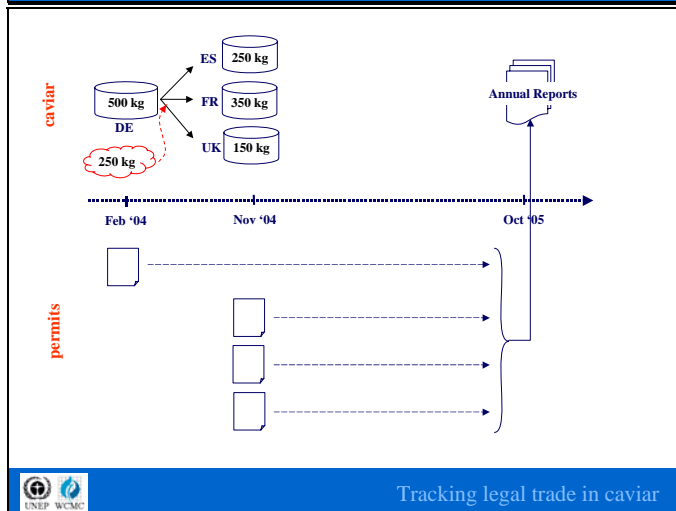 caviar
ES
250 kg
500 kg
FR
350 kg
DE
UK
150 kg
250 kg
Annual Reports
Feb ‘04
Nov ‘04
Oct ‘05
permits
UNEP WCMC
Tracking legal trade in caviar